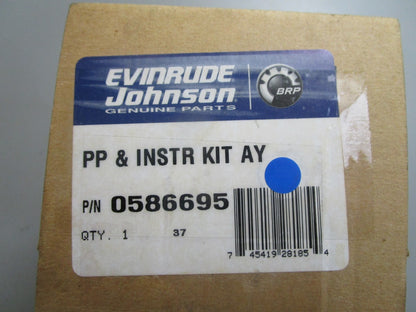 EVINRUDE
Johnson
GENUINE PARTS
BRP
PP & INSTR KIT AY
P/N 0586695
QTY. 1 37
7 45419 28185 4